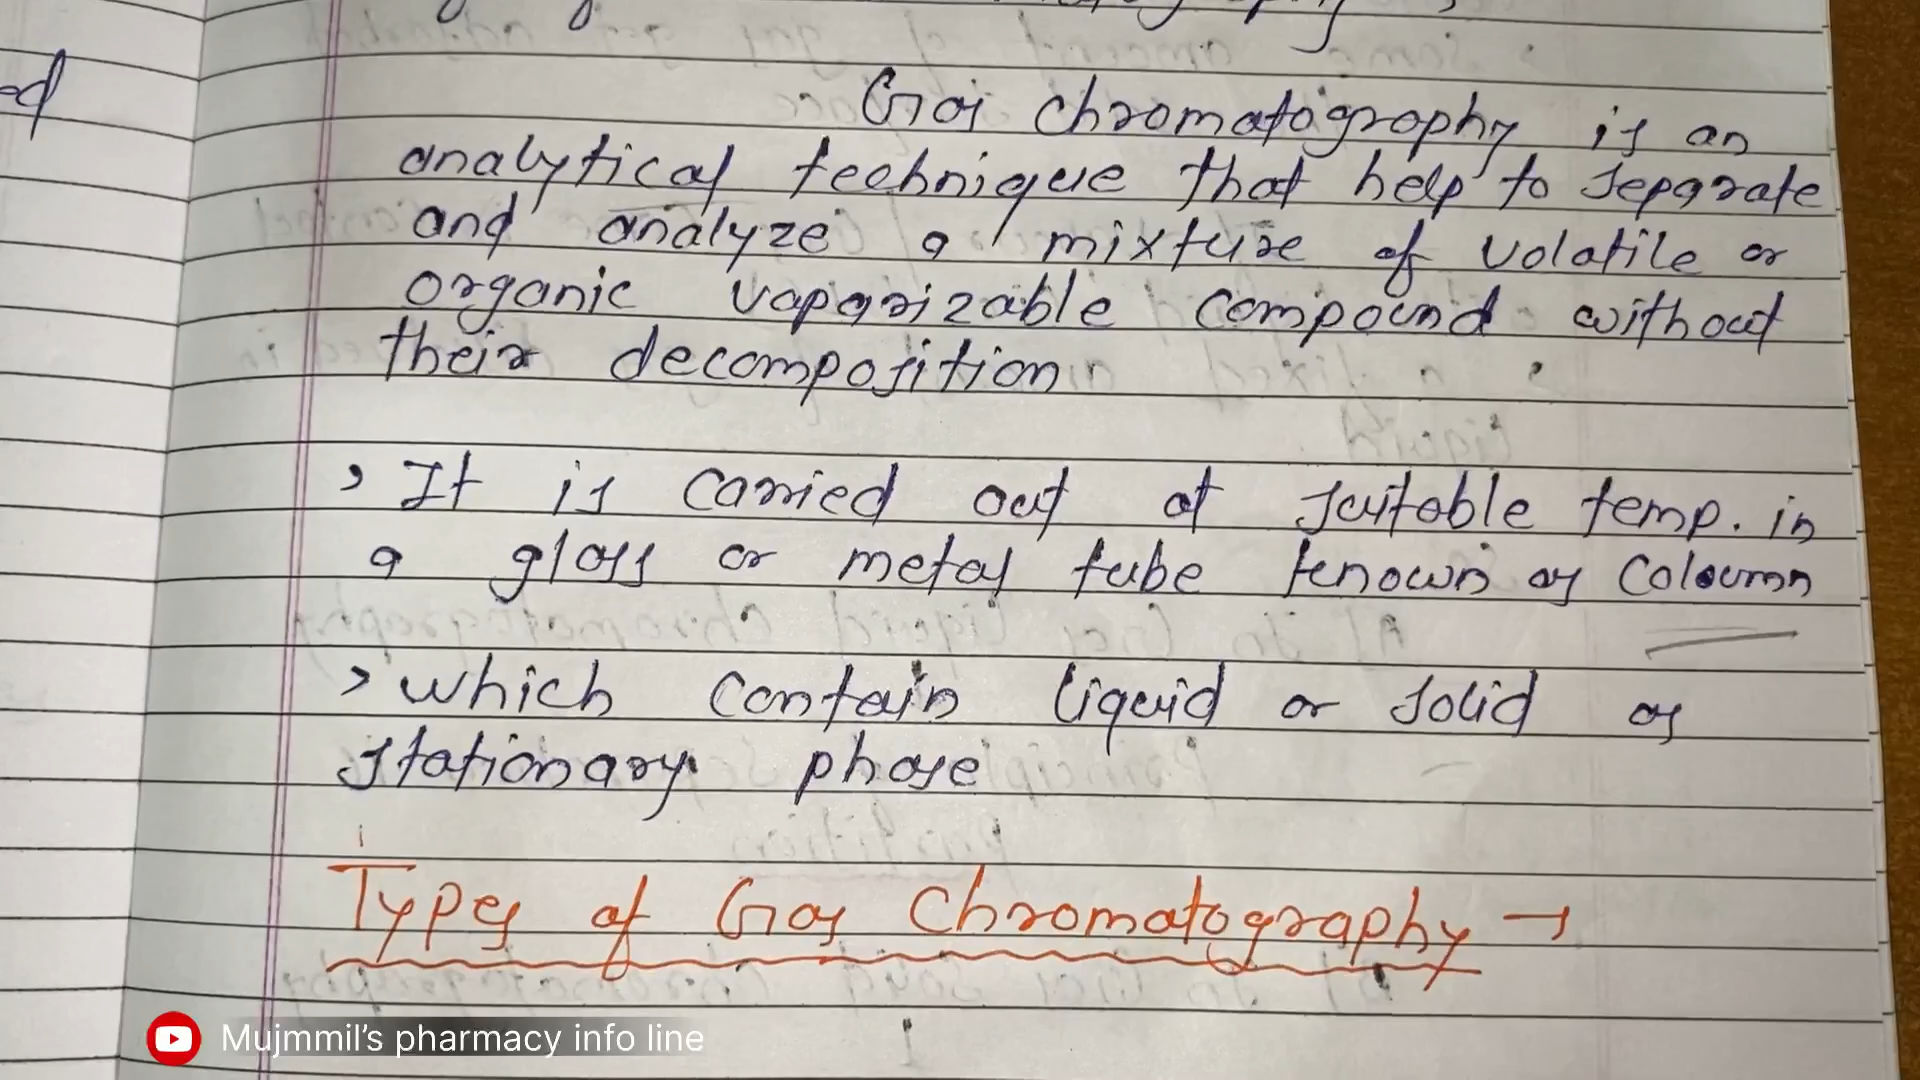 Gas chromatography is an
analytical technique that help to separate
and analyze a mixture of volatile or
organic vaparizable compound without
their decomposition
> It is carried out at suitable temp. in
a glass or metal tube known as Coloumn
> which contain liquid or solid as
stationary phase
Types of Gas Chromatography →
Mujmmil's pharmacy info line